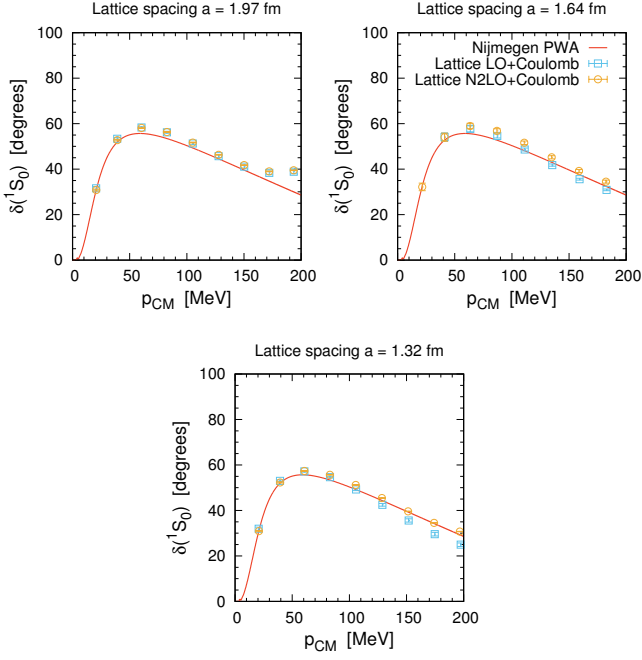 Lattice spacing a = 1.97 fm
100
80
60
40
20
0
δ(¹S₀) [degrees]
0 50 100 150 200
p_CM [MeV]
Lattice spacing a = 1.64 fm
Nijmegen PWA
Lattice LO+Coulomb
Lattice N2LO+Coulomb
100
80
60
40
20
0
δ(¹S₀) [degrees]
0 50 100 150 200
p_CM [MeV]
Lattice spacing a = 1.32 fm
100
80
60
40
20
0
δ(¹S₀) [degrees]
0 50 100 150 200
p_CM [MeV]